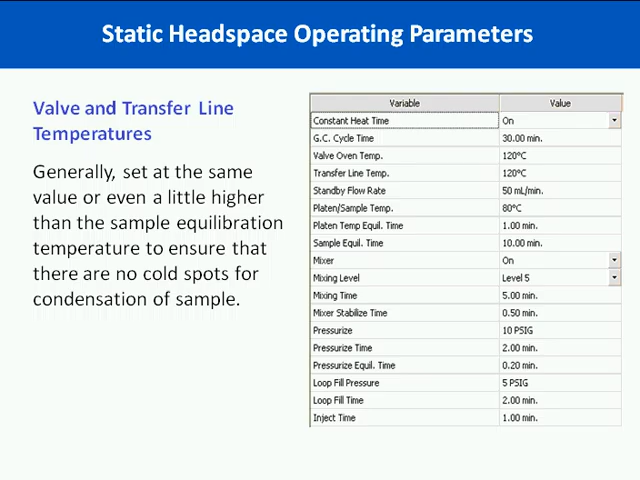 Static Headspace Operating Parameters
Valve and Transfer Line
Temperatures
Generally, set at the same
value or even a little higher
than the sample equilibration
temperature to ensure that
there are no cold spots for
condensation of sample.
Variable Value
Constant Heat Time On
G.C. Cycle Time 30.00 min.
Valve Oven Temp. 120°C
Transfer Line Temp. 120°C
Standby Flow Rate 50 mL/min.
Platen/Sample Temp. 80°C
Platen Temp Equil. Time 1.00 min.
Sample Equil. Time 10.00 min.
Mixer On
Mixing Level Level 5
Mixing Time 5.00 min.
Mixer Stabilize Time 0.50 min.
Pressurize 10 PSIG
Pressurize Time 2.00 min.
Pressurize Equil. Time 0.20 min.
Loop Fill Pressure 5 PSIG
Loop Fill Time 2.00 min.
Inject Time 1.00 min.